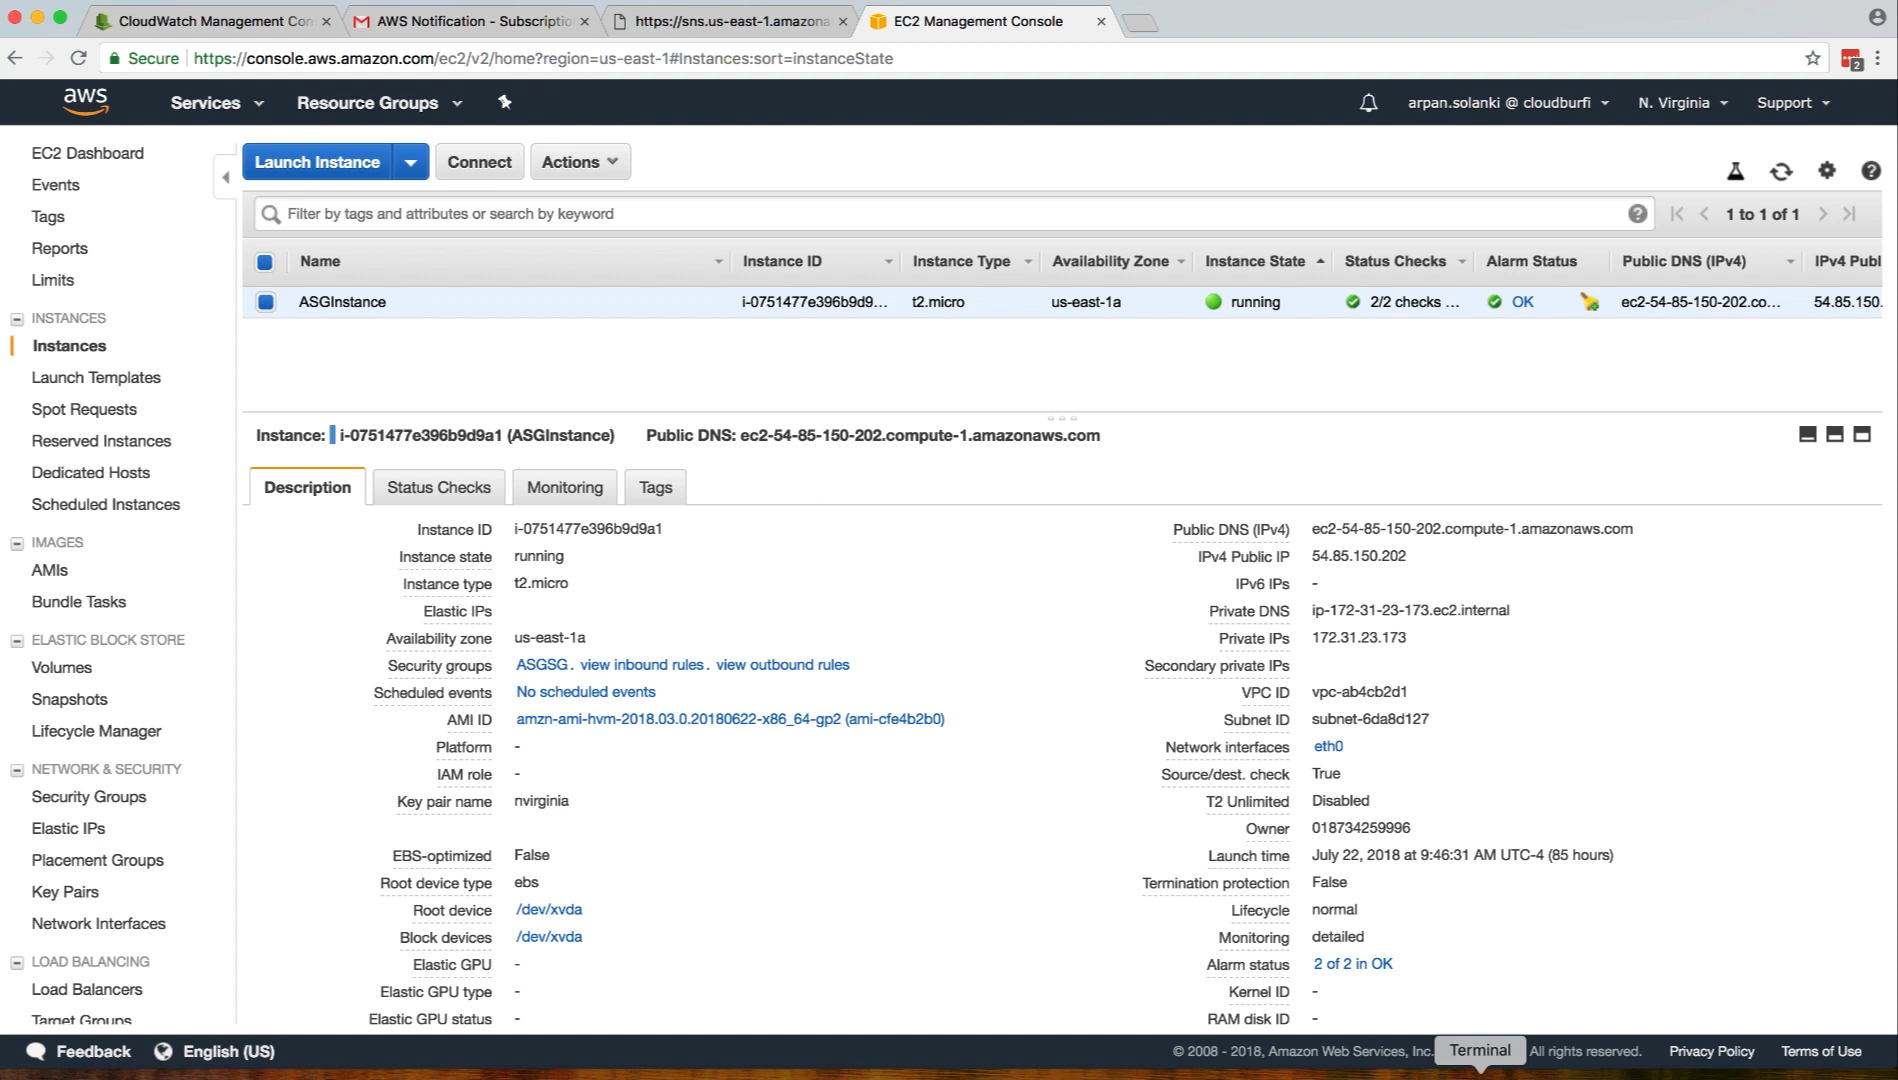 CloudWatch Management Con
AWS Notification - Subscriptio
https://sns.us-east-1.amazona
EC2 Management Console
Secure
https://console.aws.amazon.com/ec2/v2/home?region=us-east-1#Instances:sort=instanceState
2
aws
Services
Resource Groups
arpan.solanki @ cloudburfi
N. Virginia
Support
EC2 Dashboard
Events
Tags
Reports
Limits
INSTANCES
Instances
Launch Templates
Spot Requests
Reserved Instances
Dedicated Hosts
Scheduled Instances
IMAGES
AMIs
Bundle Tasks
ELASTIC BLOCK STORE
Volumes
Snapshots
Lifecycle Manager
NETWORK & SECURITY
Security Groups
Elastic IPs
Placement Groups
Key Pairs
Network Interfaces
LOAD BALANCING
Load Balancers
Target Groups
Launch Instance
Connect
Actions
Filter by tags and attributes or search by keyword
1 to 1 of 1
Name Instance ID Instance Type Availability Zone Instance State Status Checks Alarm Status Public DNS (IPv4) IPv4 Publ
ASGInstance i-0751477e396b9d9... t2.micro us-east-1a running 2/2 checks ... OK ec2-54-85-150-202.co... 54.85.150.
Instance: i-0751477e396b9d9a1 (ASGInstance) Public DNS: ec2-54-85-150-202.compute-1.amazonaws.com
Description
Status Checks
Monitoring
Tags
Instance ID i-0751477e396b9d9a1
Instance state running
Instance type t2.micro
Elastic IPs
Availability zone us-east-1a
Security groups ASGSG. view inbound rules. view outbound rules
Scheduled events No scheduled events
AMI ID amzn-ami-hvm-2018.03.0.20180622-x86_64-gp2 (ami-cfe4b2b0)
Platform -
IAM role -
Key pair name nvirginia
EBS-optimized False
Root device type ebs
Root device /dev/xvda
Block devices /dev/xvda
Elastic GPU -
Elastic GPU type -
Elastic GPU status -
Public DNS (IPv4) ec2-54-85-150-202.compute-1.amazonaws.com
IPv4 Public IP 54.85.150.202
IPv6 IPs -
Private DNS ip-172-31-23-173.ec2.internal
Private IPs 172.31.23.173
Secondary private IPs
VPC ID vpc-ab4cb2d1
Subnet ID subnet-6da8d127
Network interfaces eth0
Source/dest. check True
T2 Unlimited Disabled
Owner 018734259996
Launch time July 22, 2018 at 9:46:31 AM UTC-4 (85 hours)
Termination protection False
Lifecycle normal
Monitoring detailed
Alarm status 2 of 2 in OK
Kernel ID -
RAM disk ID -
Feedback
English (US)
© 2008 - 2018, Amazon Web Services, Inc.
Terminal
All rights reserved.
Privacy Policy
Terms of Use